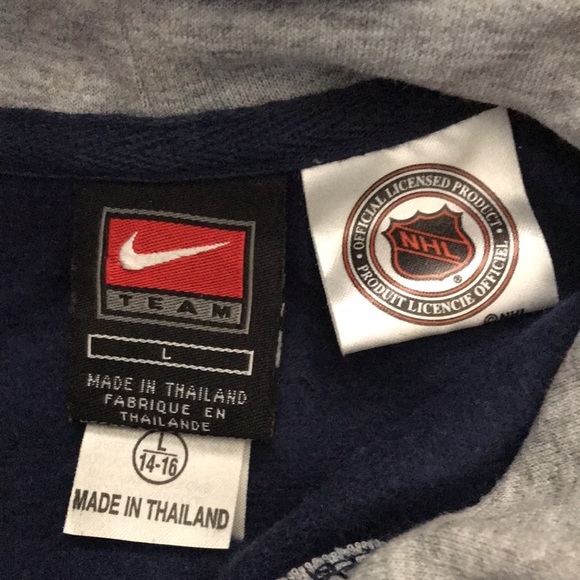 TEAM
L
MADE IN THAILAND
FABRIQUE EN
THAILANDE
L
14-16
MADE IN THAILAND
• OFFICIAL LICENSED PRODUCT •
NHL
®
PRODUIT LICENCIE OFFICIEL
©NHL